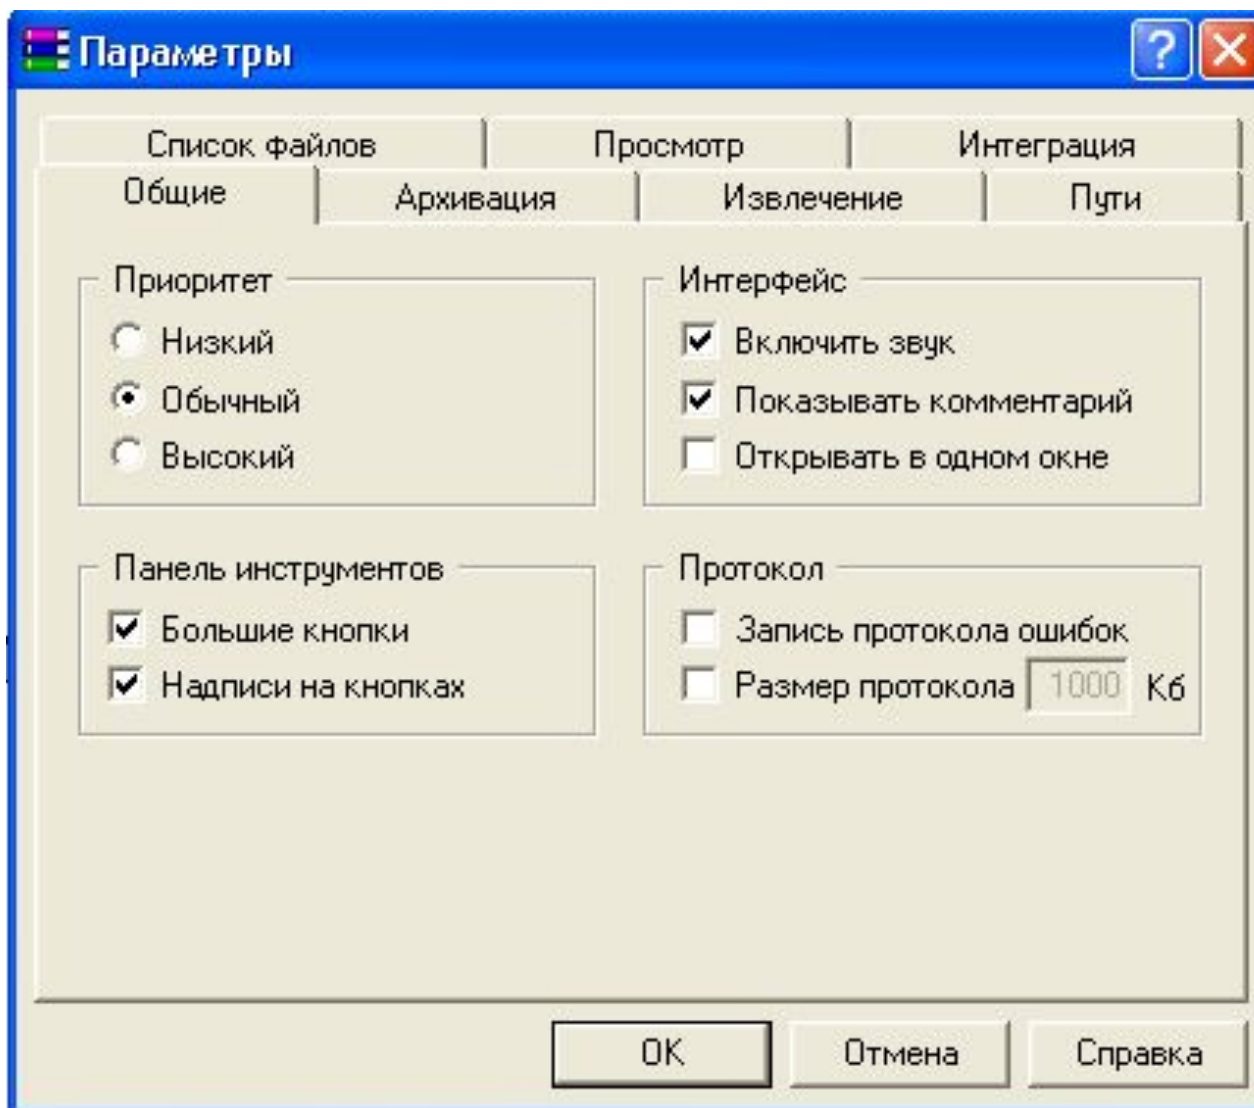 Параметры
?
Список файлов Просмотр Интеграция
Общие Архивация Извлечение Пути
Приоритет
Низкий
Обычный
Высокий
Интерфейс
Включить звук
Показывать комментарий
Открывать в одном окне
Панель инструментов
Большие кнопки
Надписи на кнопках
Протокол
Запись протокола ошибок
Размер протокола 1000 Кб
OK Отмена Справка